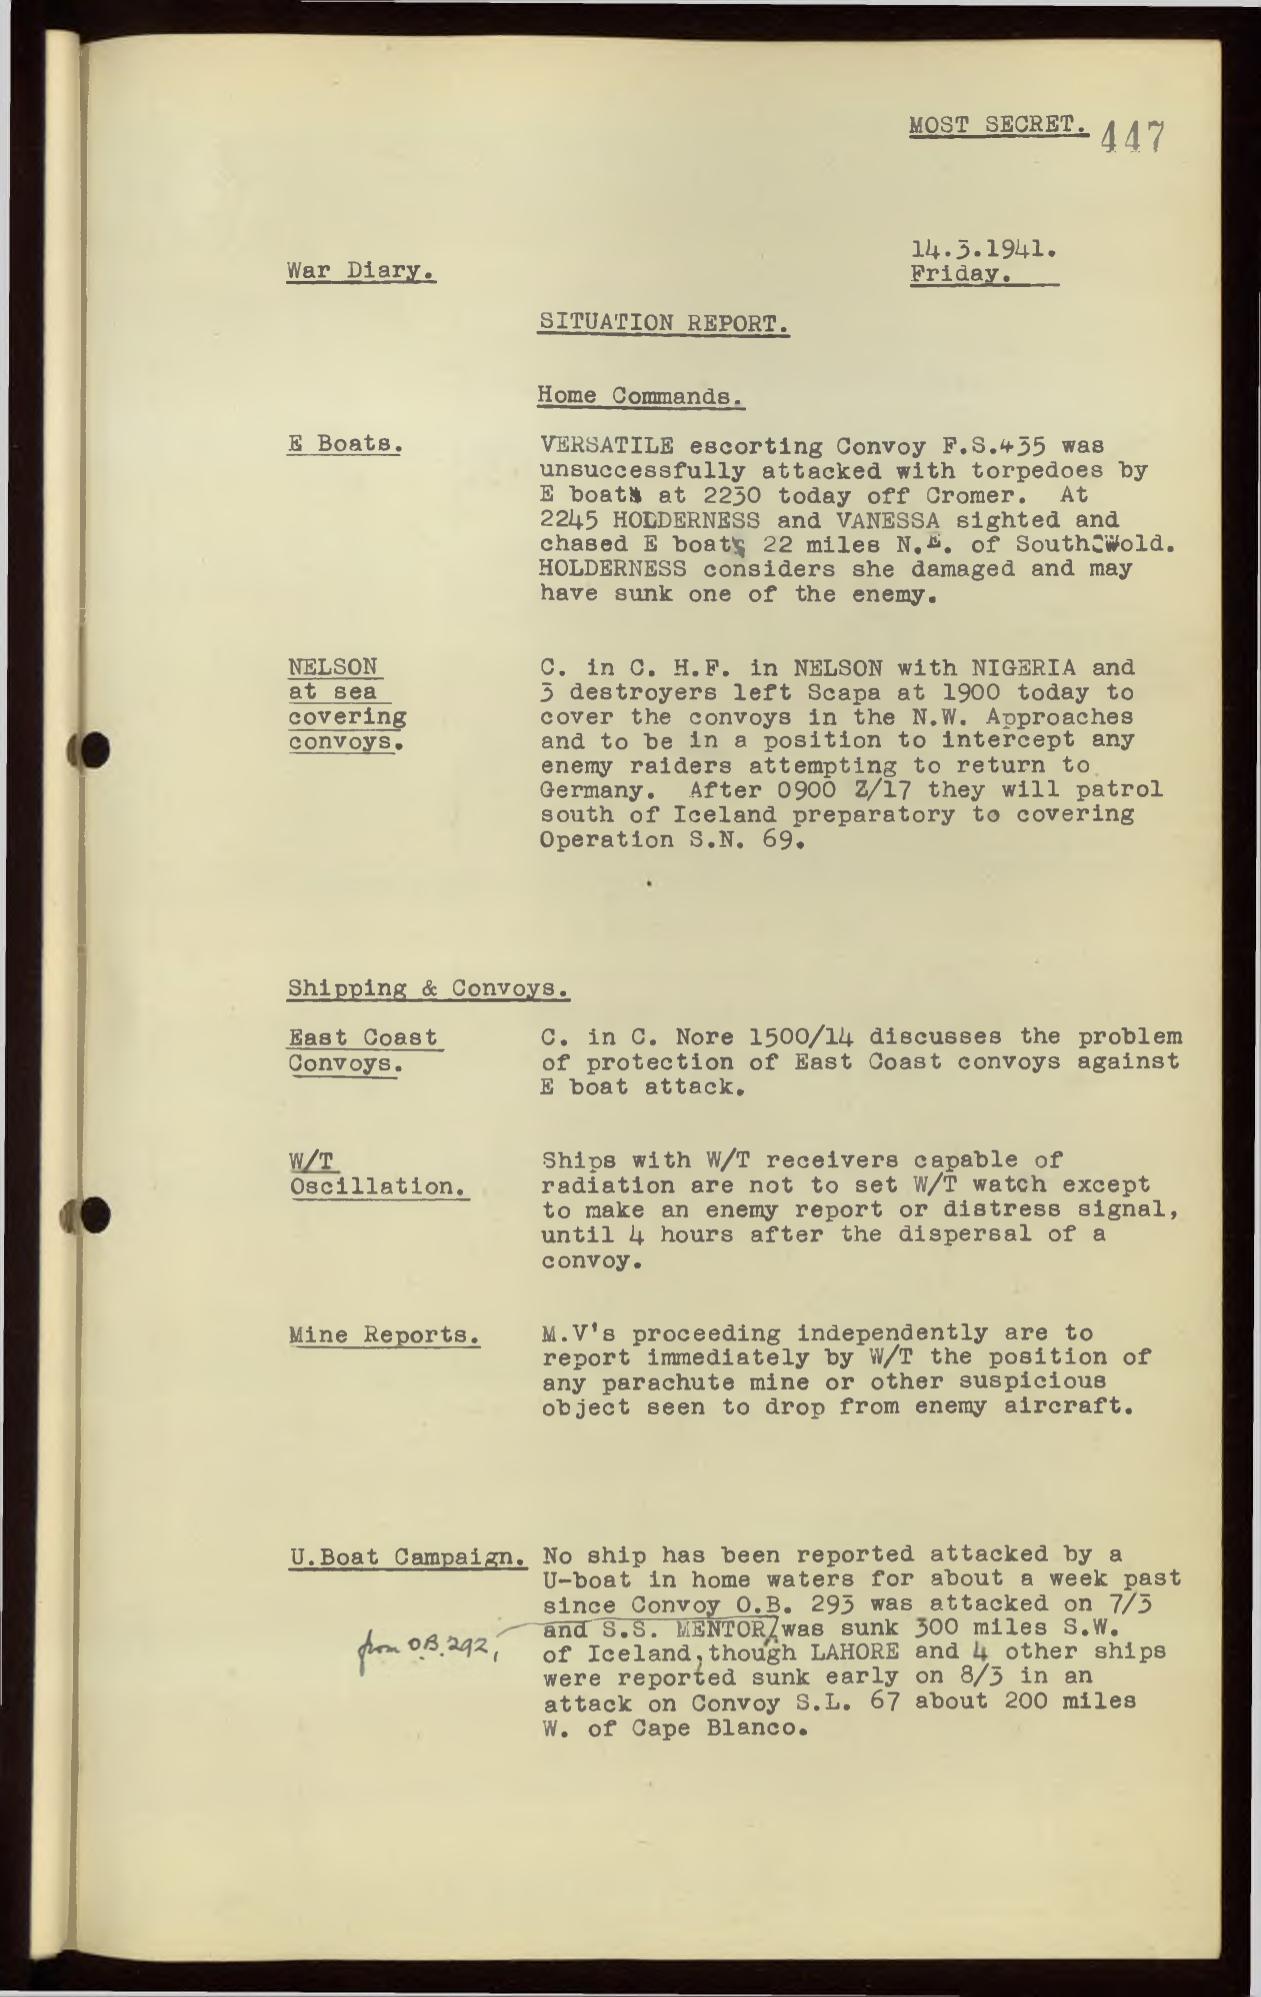 MOST SECRET. 447
14.3.1941.
War Diary.
Friday.
SITUATION REPORT.
Home Commands.
E Boats.
VERSATILE escorting Convoy F.S.435 was
unsuccessfully attacked with torpedoes by
E boat at 2230 today off Cromer. At
2245 HOLDERNESS and VANESSA sighted and
chased E boats 22 miles N.E. of Southwold.
HOLDERNESS considers she damaged and may
have sunk one of the enemy.
NELSON
at sea
covering
convoys.
C. in C. H.F. in NELSON with NIGERIA and
3 destroyers left Scapa at 1900 today to
cover the convoys in the N.W. Approaches
and to be in a position to intercept any
enemy raiders attempting to return to
Germany. After 0900 Z/17 they will patrol
south of Iceland preparatory to covering
Operation S.N. 69.
Shipping & Convoys.
East Coast
Convoys.
C. in C. Nore 1500/14 discusses the problem
of protection of East Coast convoys against
E boat attack.
W/T
Oscillation.
Ships with W/T receivers capable of
radiation are not to set W/T watch except
to make an enemy report or distress signal,
until 4 hours after the dispersal of a
convoy.
Mine Reports.
M.V's proceeding independently are to
report immediately by W/T the position of
any parachute mine or other suspicious
object seen to drop from enemy aircraft.
U.Boat Campaign.
No ship has been reported attacked by a
U-boat in home waters for about a week past
since Convoy O.B. 293 was attacked on 7/3
and S.S. MENTOR, was sunk 300 miles S.W.
from O.B. 292,
of Iceland, though LAHORE and 4 other ships
were reported sunk early on 8/3 in an
attack on Convoy S.L. 67 about 200 miles
W. of Cape Blanco.